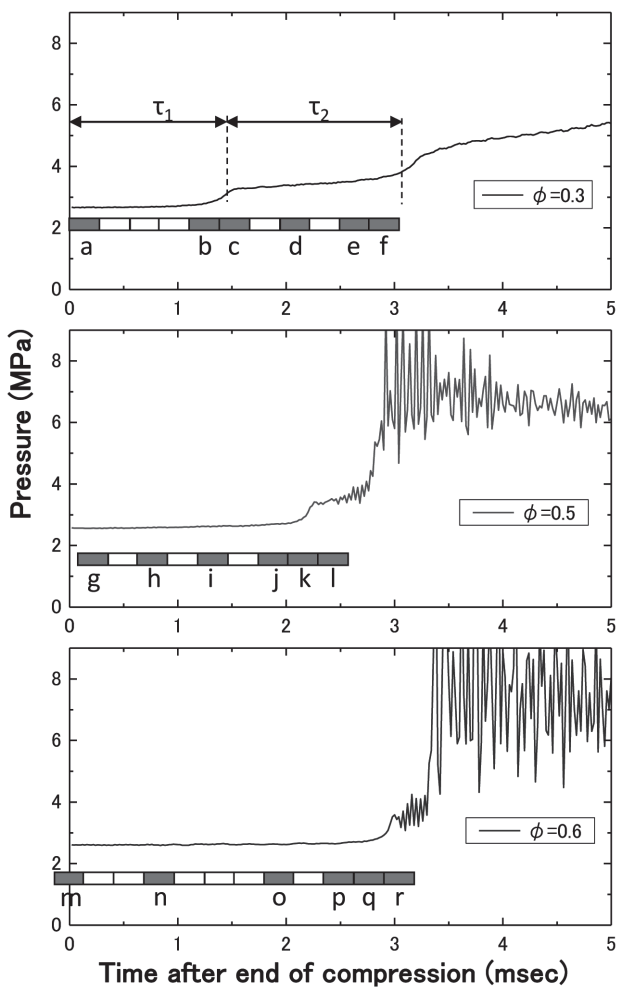 8
6
4
2
0
τ1
τ2
ϕ=0.3
a b c d e f
0 1 2 3 4 5
Pressure (MPa)
8
6
4
2
0
ϕ=0.5
g h i j k l
0 1 2 3 4 5
8
6
4
2
0
ϕ=0.6
m n o p q r
0 1 2 3 4 5
Time after end of compression (msec)